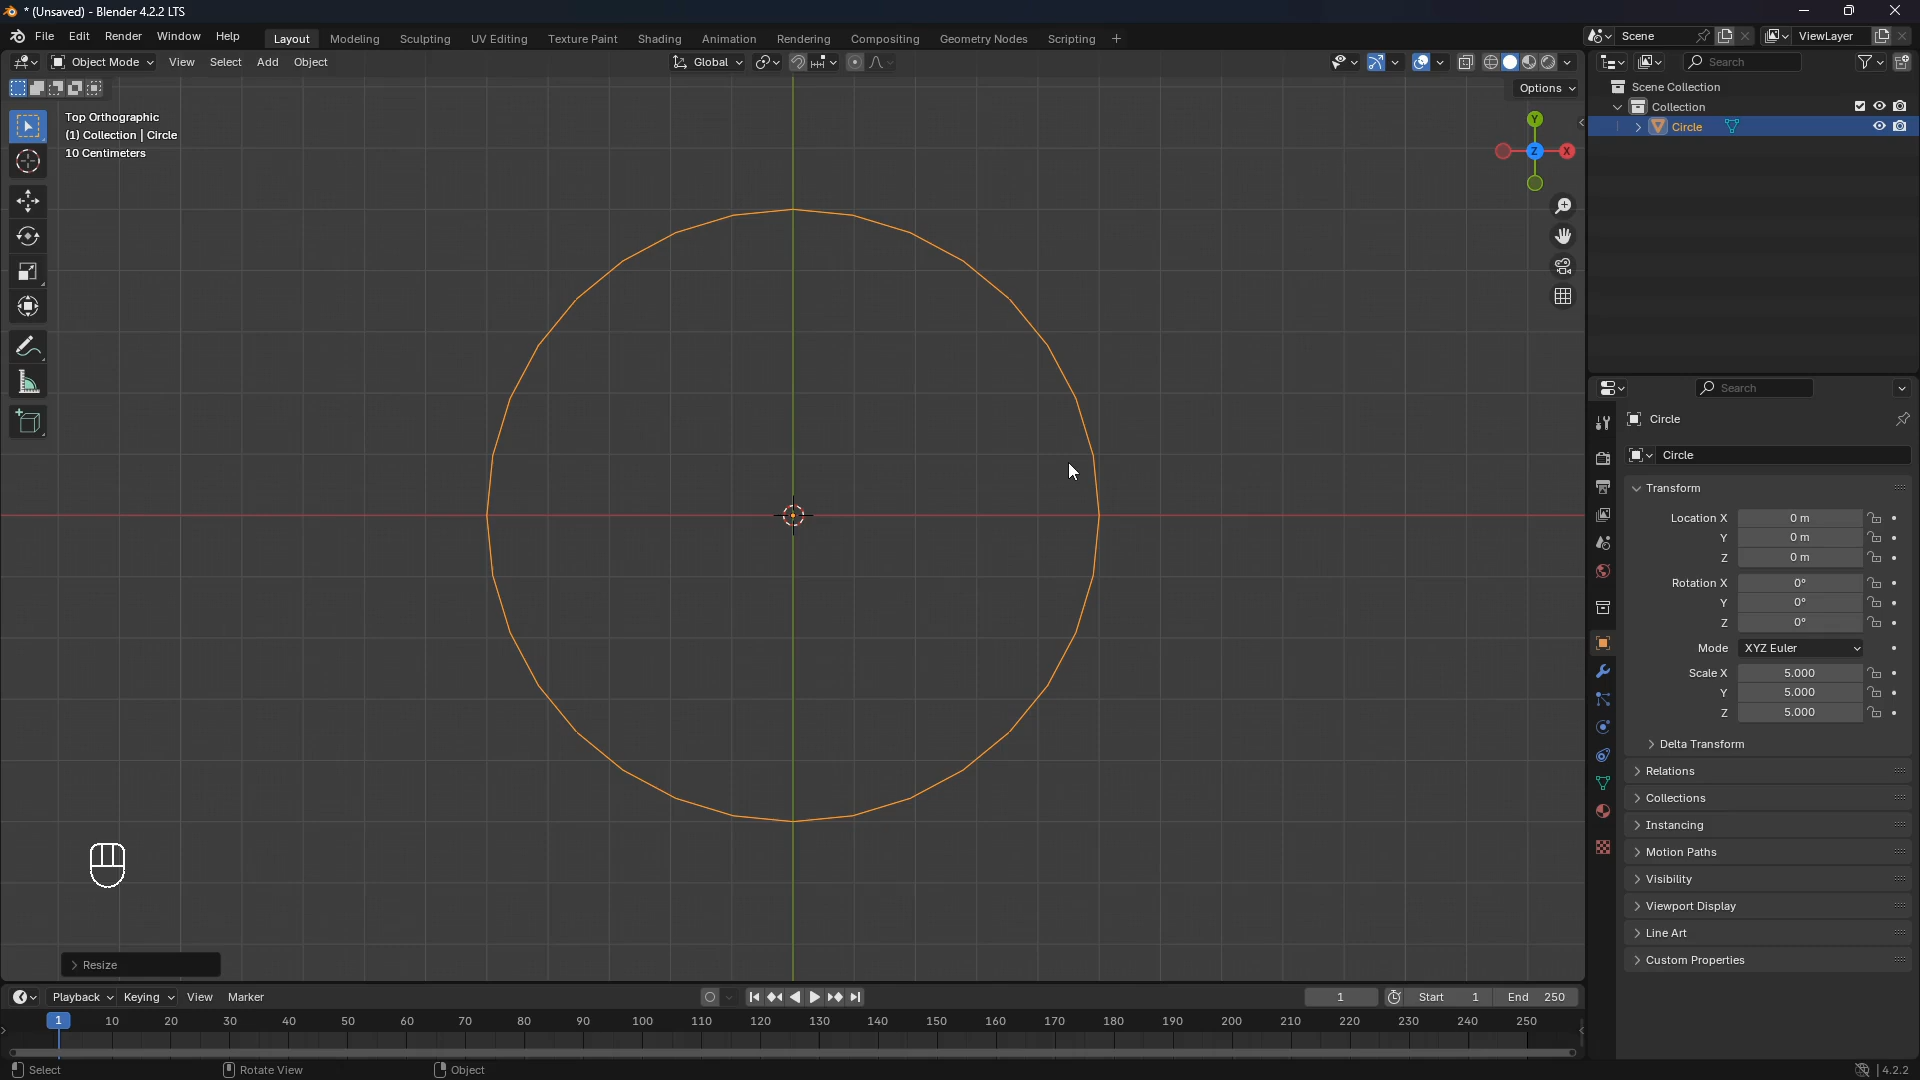 * (Unsaved) - Blender 4.2.2 LTS
File Edit Render Window Help Layout Modeling Sculpting UV Editing Texture Paint Shading Animation Rendering Compositing Geometry Nodes Scripting + Scene ViewLayer
Object Mode View Select Add Object Global Search
Options
Top Orthographic
(1) Collection | Circle
10 Centimeters
Y
Z
X
Scene Collection
Collection
Circle
Search
Circle
Circle
Transform
Location X 0 m
Y 0 m
Z 0 m
Rotation X 0°
Y 0°
Z 0°
Mode XYZ Euler
Scale X 5.000
Y 5.000
Z 5.000
Delta Transform
Relations
Collections
Instancing
Motion Paths
Visibility
Viewport Display
Line Art
Custom Properties
Resize
Playback Keying View Marker 1 Start 1 End 250
1 10 20 30 40 50 60 70 80 90 100 110 120 130 140 150 160 170 180 190 200 210 220 230 240 250
Select Rotate View Object 4.2.2